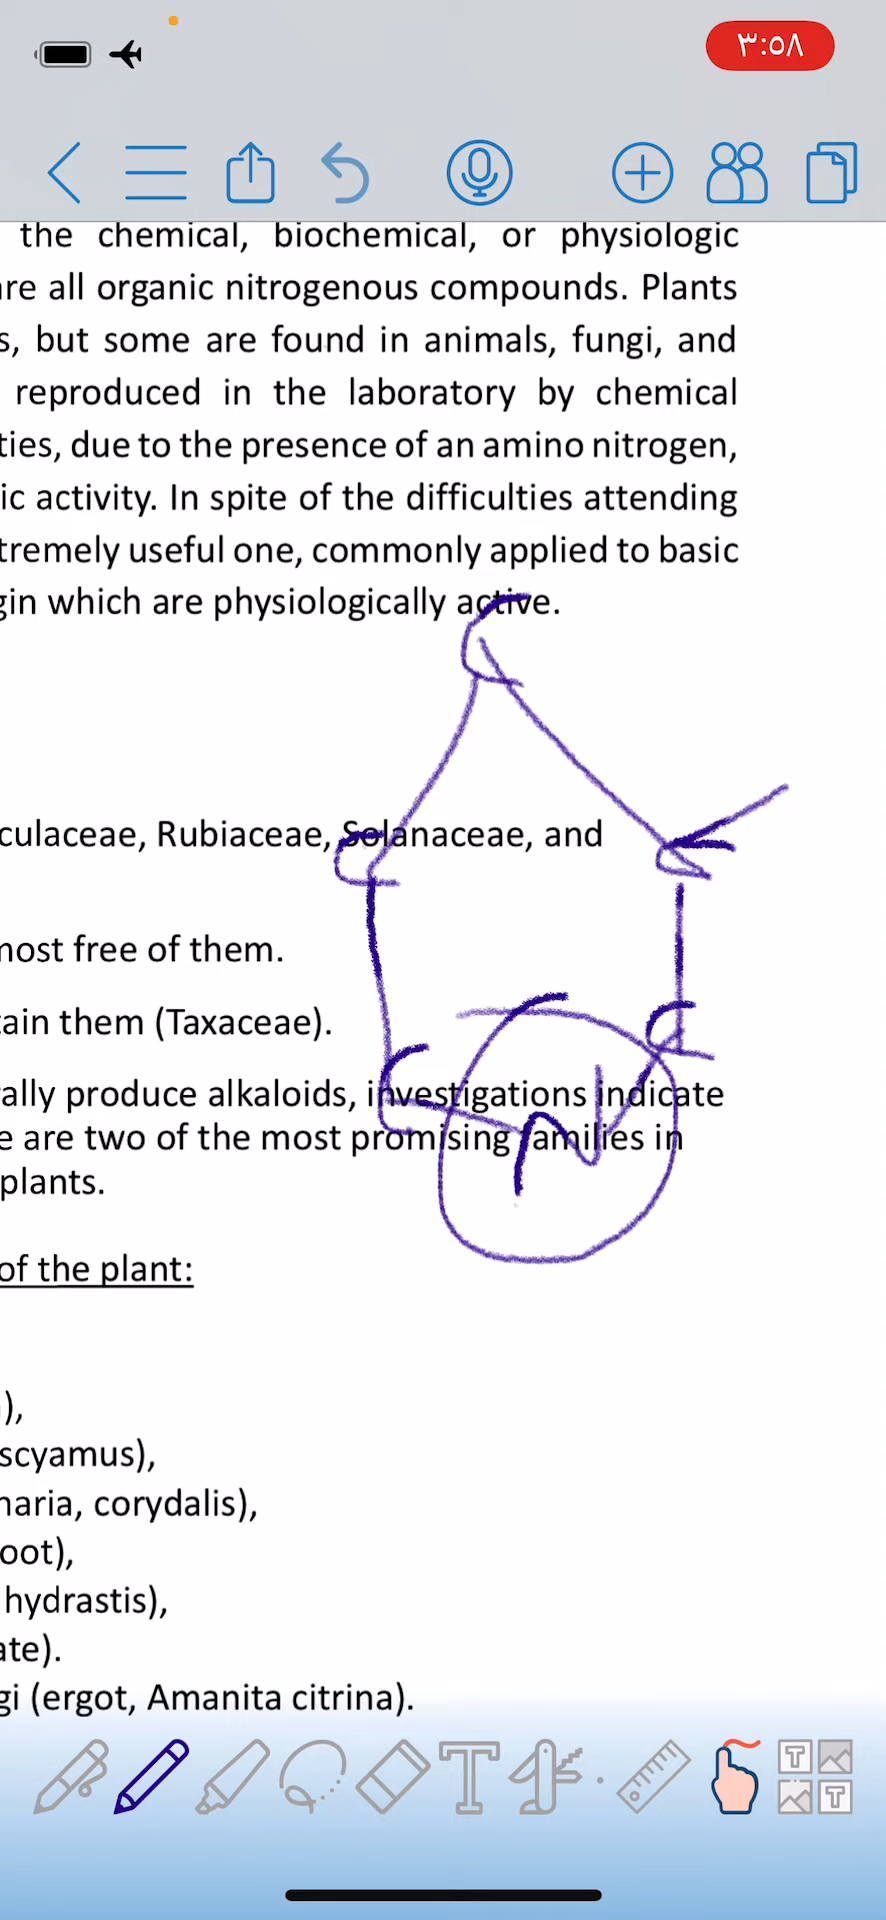 ٣:٥٨
the chemical, biochemical, or physiologic
are all organic nitrogenous compounds. Plants
s, but some are found in animals, fungi, and
reproduced in the laboratory by chemical
ties, due to the presence of an amino nitrogen,
ic activity. In spite of the difficulties attending
tremely useful one, commonly applied to basic
gin which are physiologically active.
C
culaceae, Rubiaceae, Solanaceae, and
C
C
most free of them.
tain them (Taxaceae).
C
C
ally produce alkaloids, investigations indicate
e are two of the most promising families in
N
plants.
of the plant:
),
scyamus),
naria, corydalis),
oot),
hydrastis),
ate).
gi (ergot, Amanita citrina).
T
T
T